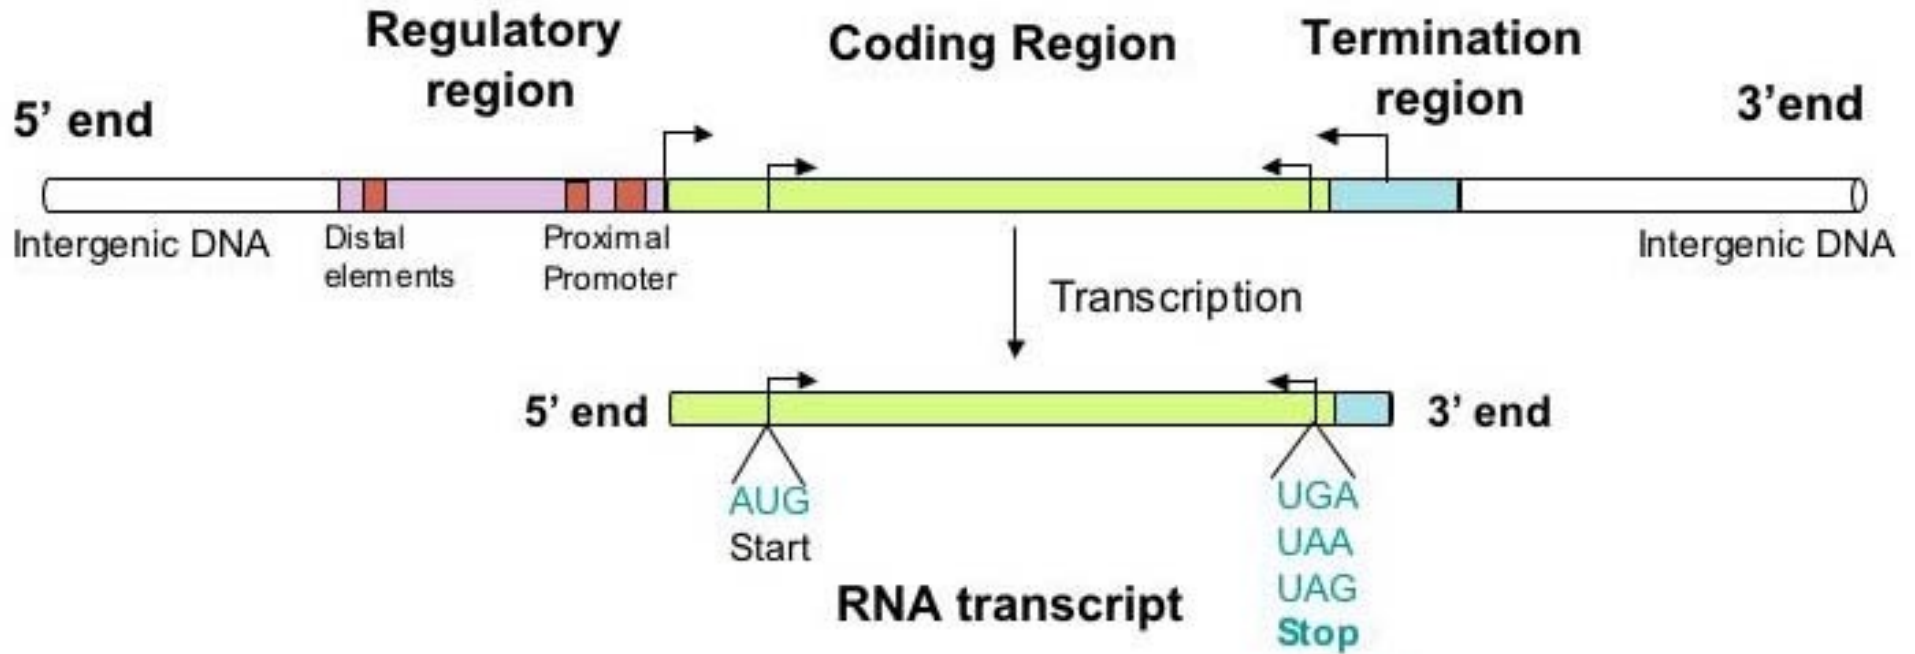 Regulatory
region
Coding Region
Termination
region
5’ end
3’end
Intergenic DNA
Distal
elements
Proximal
Promoter
Intergenic DNA
Transcription
5’ end
3’ end
AUG
Start
UGA
UAA
UAG
Stop
RNA transcript